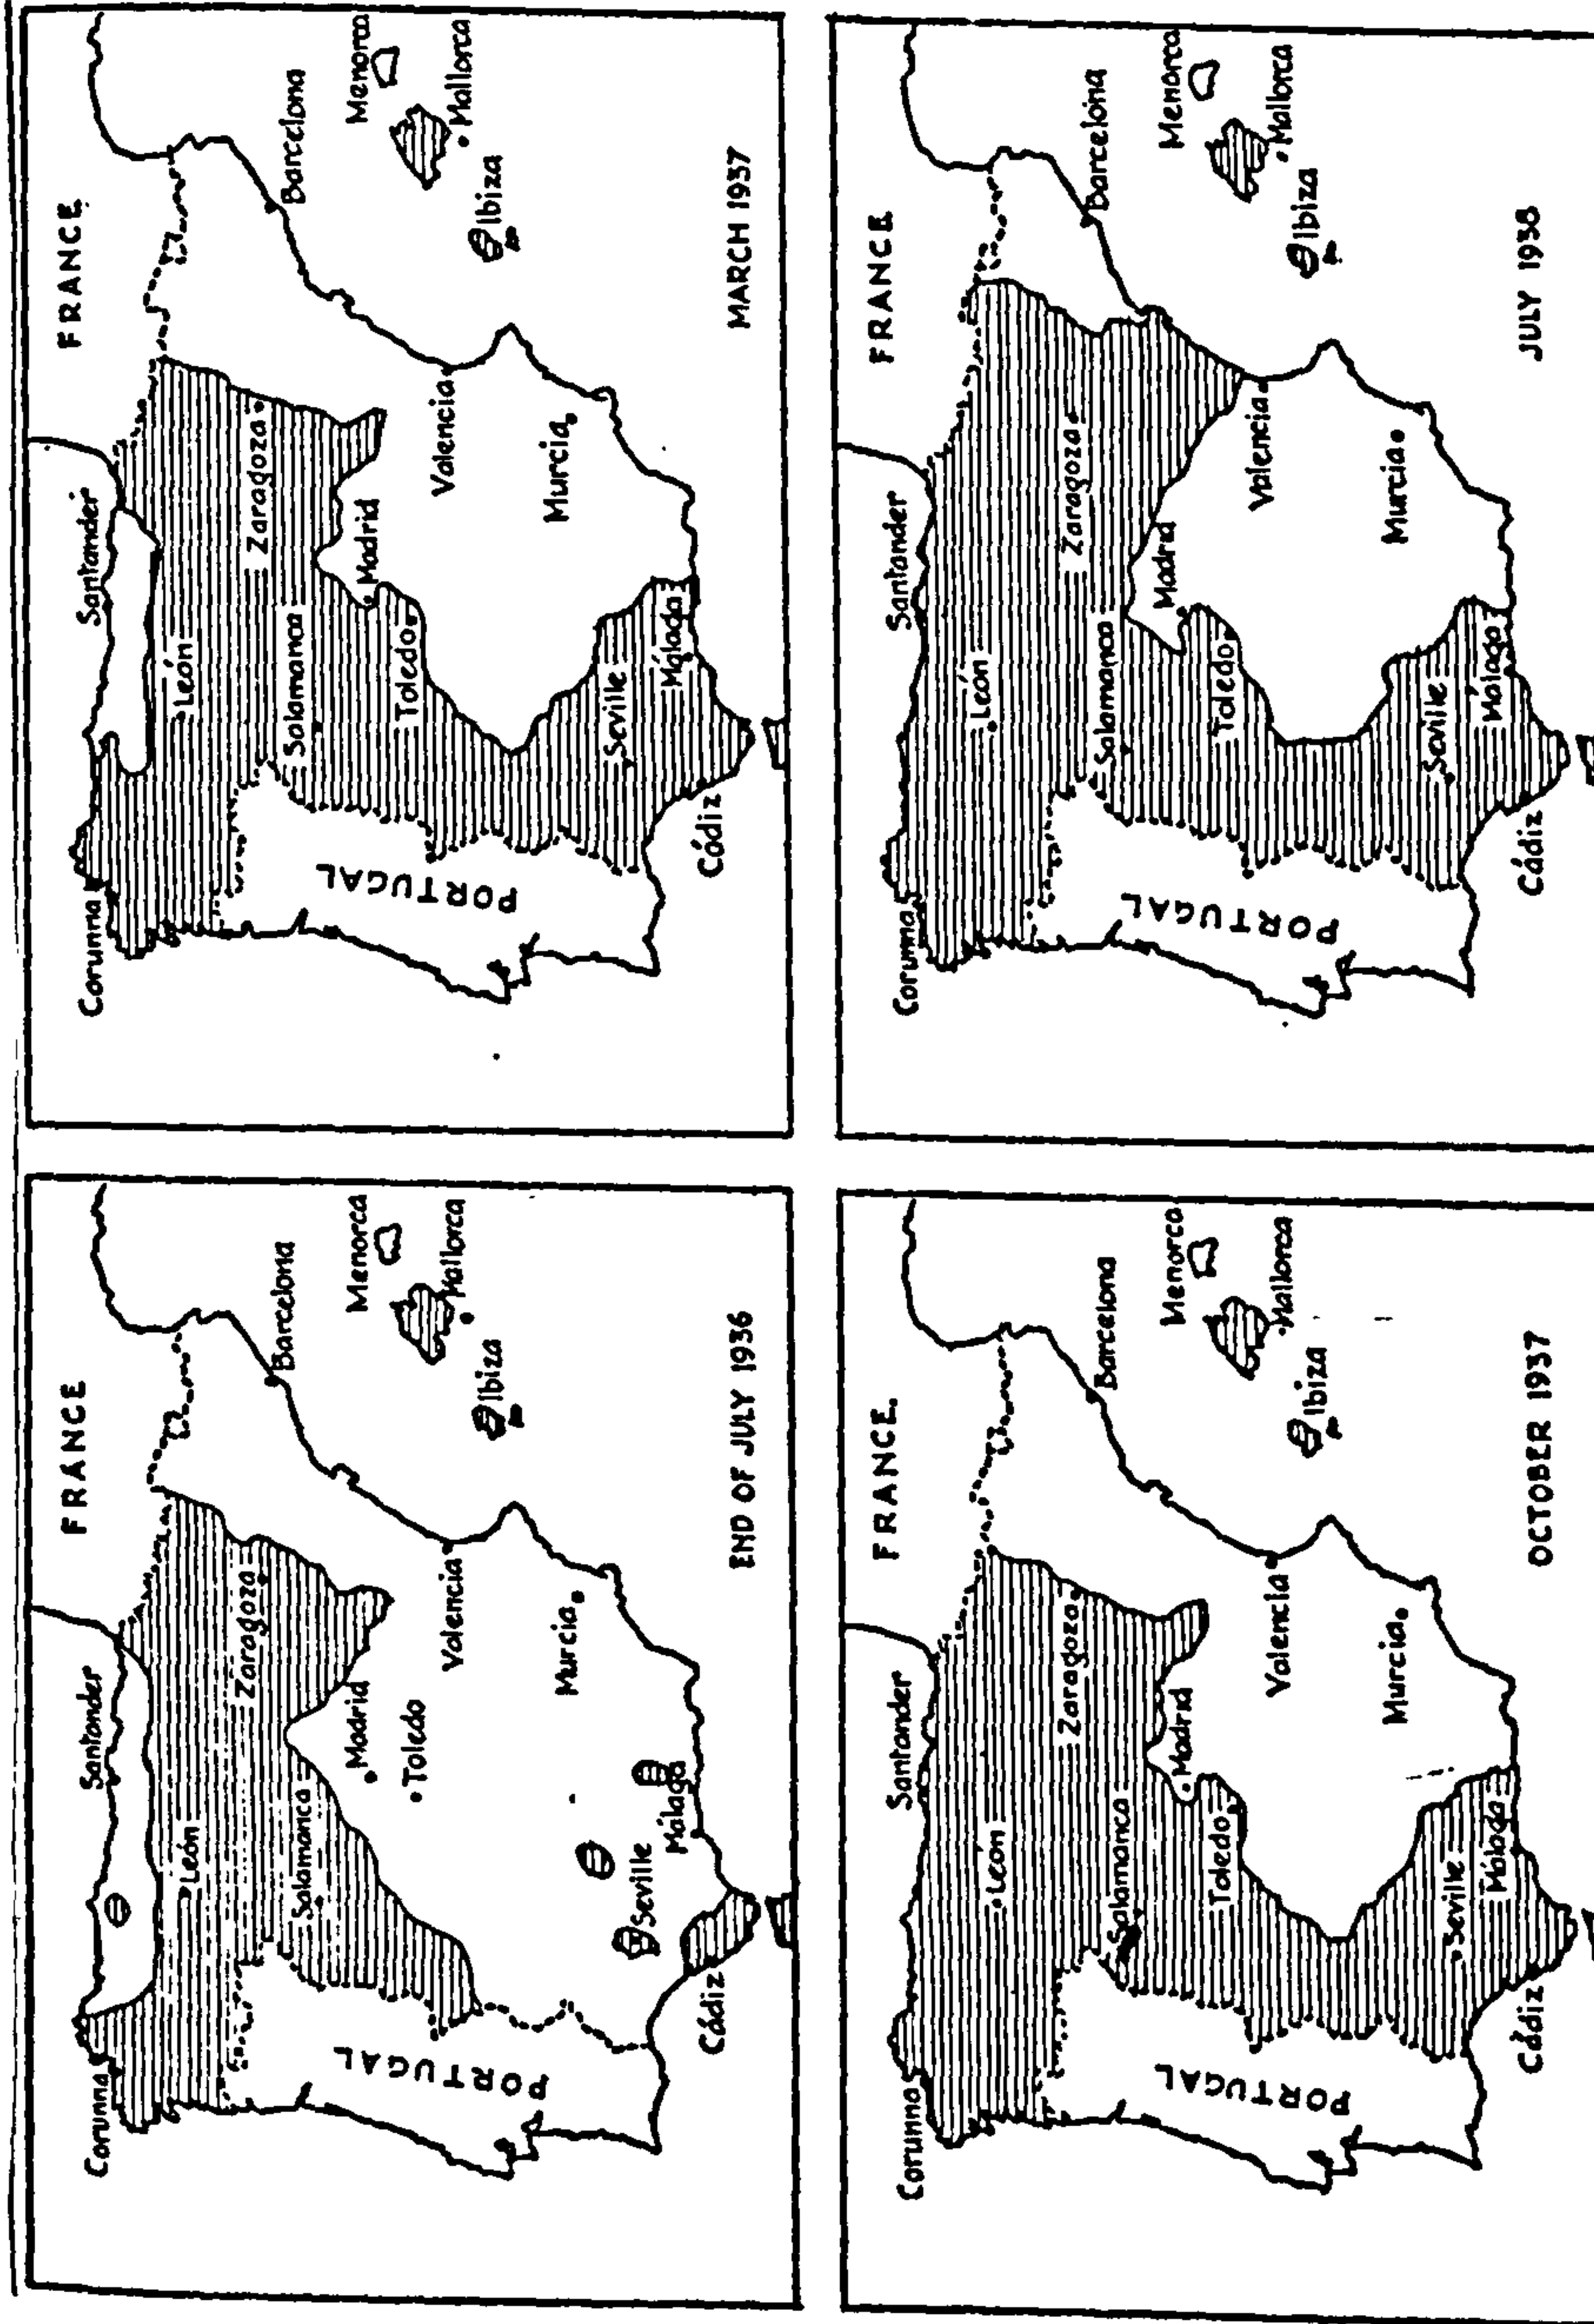 FRANCE
Corunna
Santander
León
Zaragoza
Barcelona
Salamanca
Menorca
Madrid
Mallorca
Toledo
Valencia
Ibiza
PORTUGAL
Murcia
Seville
Málaga
Cádiz
END OF JULY 1936
FRANCE
Corunna
Santander
León
Zaragoza
Barcelona
Salamanca
Menorca
Madrid
Mallorca
Toledo
Valencia
Ibiza
PORTUGAL
Murcia
Seville
Málaga
Cádiz
MARCH 1937
FRANCE
Corunna
Santander
León
Zaragoza
Barcelona
Salamanca
Menorca
Madrid
Mallorca
Toledo
Valencia
Ibiza
PORTUGAL
Murcia
Seville
Málaga
Cádiz
OCTOBER 1937
FRANCE
Corunna
Santander
León
Zaragoza
Barcelona
Salamanca
Menorca
Madrid
Mallorca
Toledo
Valencia
Ibiza
PORTUGAL
Murcia
Seville
Málaga
Cádiz
JULY 1938